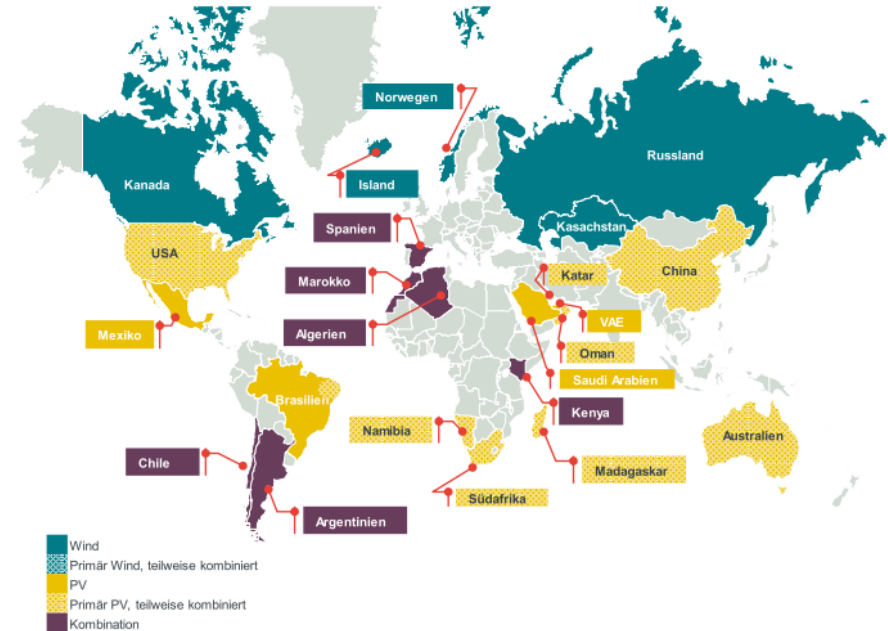 Norwegen
Russland
Kanada
Island
Spanien
Kasachstan
USA
Katar
China
Marokko
Mexiko
Algerien
VAE
Oman
Saudi Arabien
Brasilien
Kenya
Namibia
Australien
Chile
Madagaskar
Südafrika
Argentinien
Wind
Primär Wind, teilweise kombiniert
PV
Primär PV, teilweise kombiniert
Kombination